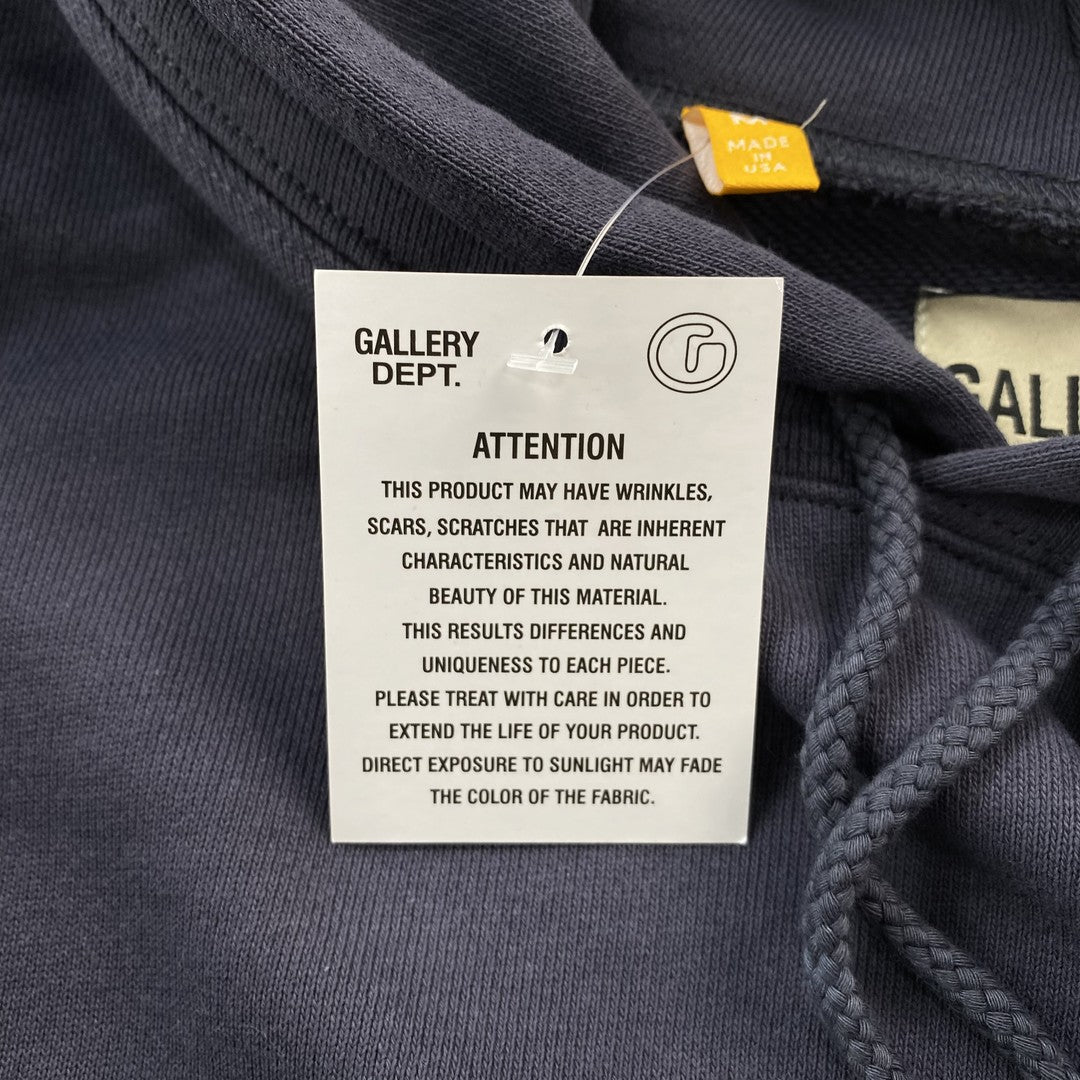 MADE
IN
USA
GALLERY
DEPT.
ATTENTION
THIS PRODUCT MAY HAVE WRINKLES,
SCARS, SCRATCHES THAT ARE INHERENT
CHARACTERISTICS AND NATURAL
BEAUTY OF THIS MATERIAL.
THIS RESULTS DIFFERENCES AND
UNIQUENESS TO EACH PIECE.
PLEASE TREAT WITH CARE IN ORDER TO
EXTEND THE LIFE OF YOUR PRODUCT.
DIRECT EXPOSURE TO SUNLIGHT MAY FADE
THE COLOR OF THE FABRIC.